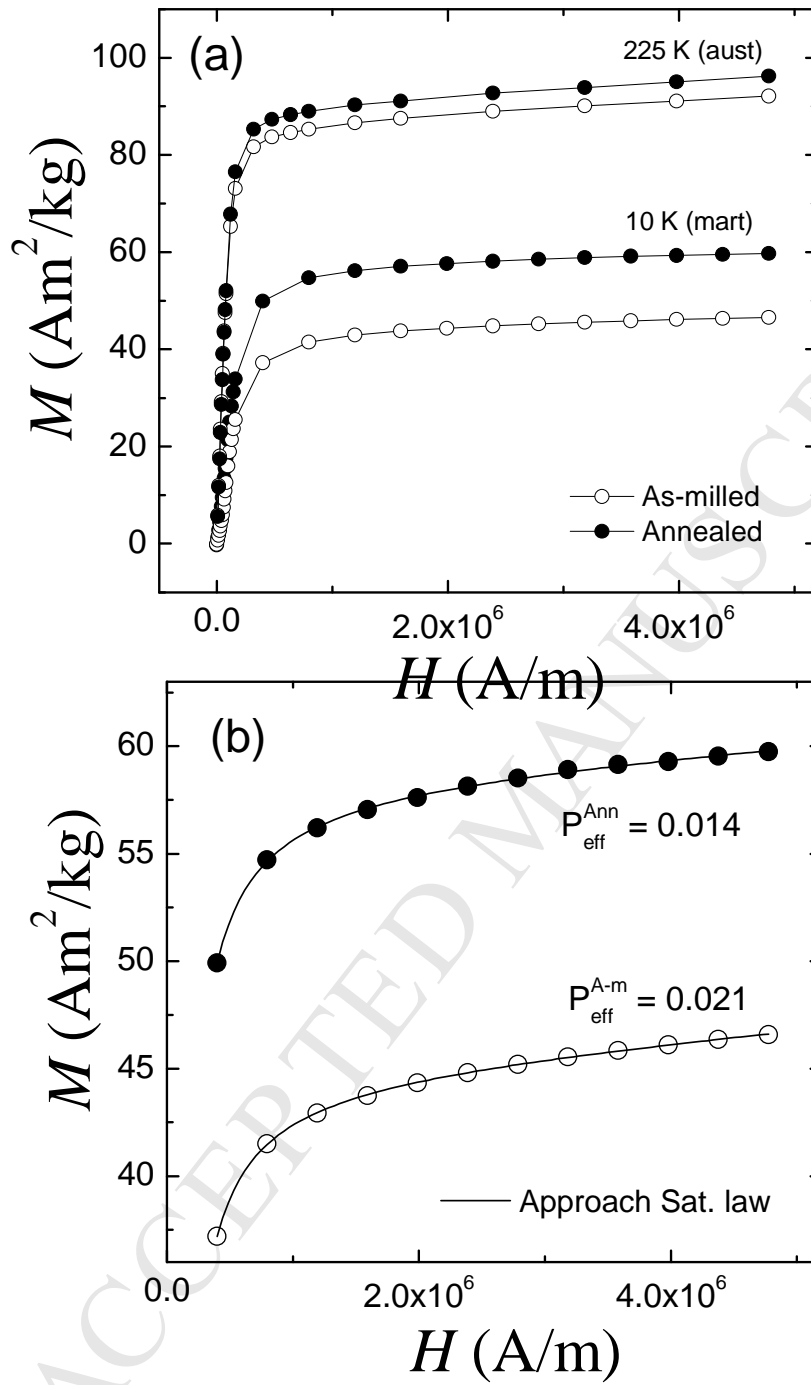 (a)
225 K (aust)
10 K (mart)
As-milled
Annealed
100
80
60
40
20
0
M (Am²/kg)
0.0 2.0x10⁶ 4.0x10⁶
H (A/m)
(b)
P_eff^Ann = 0.014
P_eff^A-m = 0.021
Approach Sat. law
60
55
50
45
40
M (Am²/kg)
0.0 2.0x10⁶ 4.0x10⁶
H (A/m)
ACCEPTED MANUSC